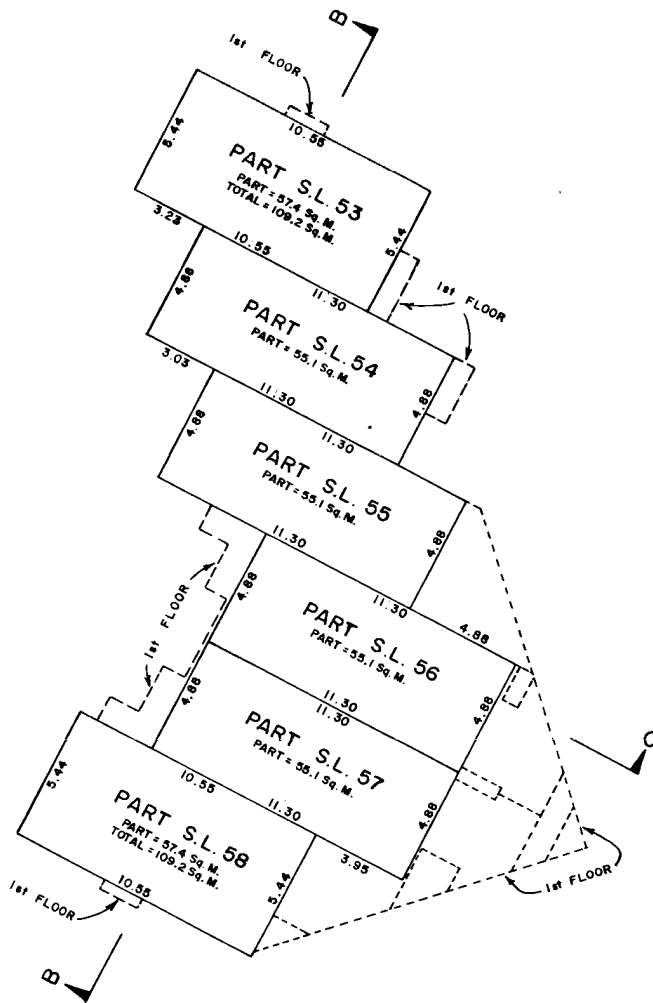 B
1st FLOOR
10.55
5.44
PART S.L. 53
PART = 57.4 Sq. M.
TOTAL = 109.2 Sq. M.
5.44
3.23
10.55
11.30
1st FLOOR
4.88
PART S.L. 54
PART = 55.1 Sq. M.
4.88
3.03
11.30
11.30
4.88
PART S.L. 55
PART = 55.1 Sq. M.
4.88
11.30
11.30
4.88
4.88
PART S.L. 56
PART = 55.1 Sq. M.
4.88
1st FLOOR
11.30
11.30
4.88
PART S.L. 57
PART = 55.1 Sq. M.
4.88
C
10.55
11.30
3.95
5.44
PART S.L. 58
PART = 57.4 Sq. M.
TOTAL = 109.2 Sq. M.
5.44
10.55
1st FLOOR
1st FLOOR
B